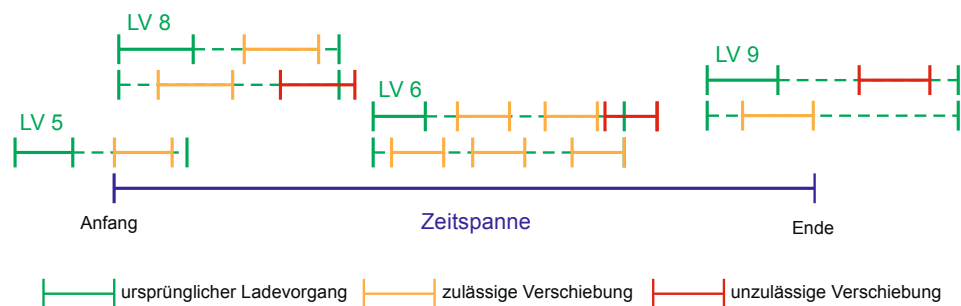 LV 8
LV 9
LV 6
LV 5
Anfang
Zeitspanne
Ende
ursprünglicher Ladevorgang
zulässige Verschiebung
unzulässige Verschiebung